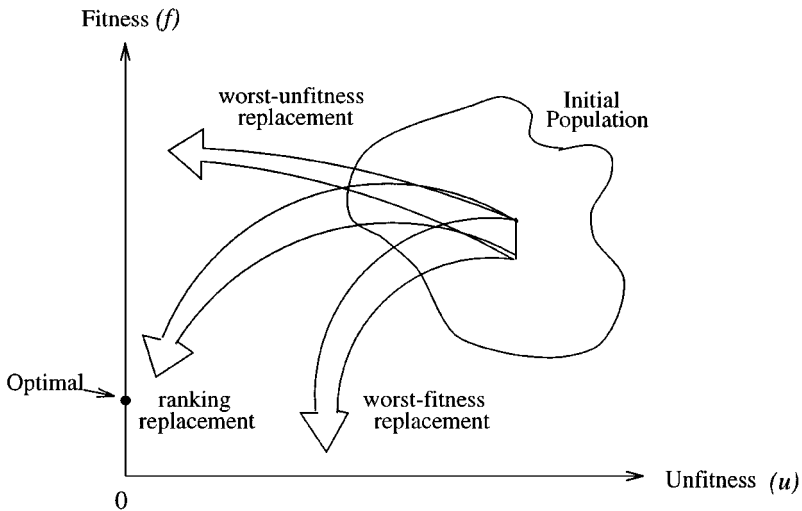 Fitness (f)
worst-unfitness
replacement
Initial
Population
Optimal
ranking
replacement
worst-fitness
replacement
0
Unfitness (u)